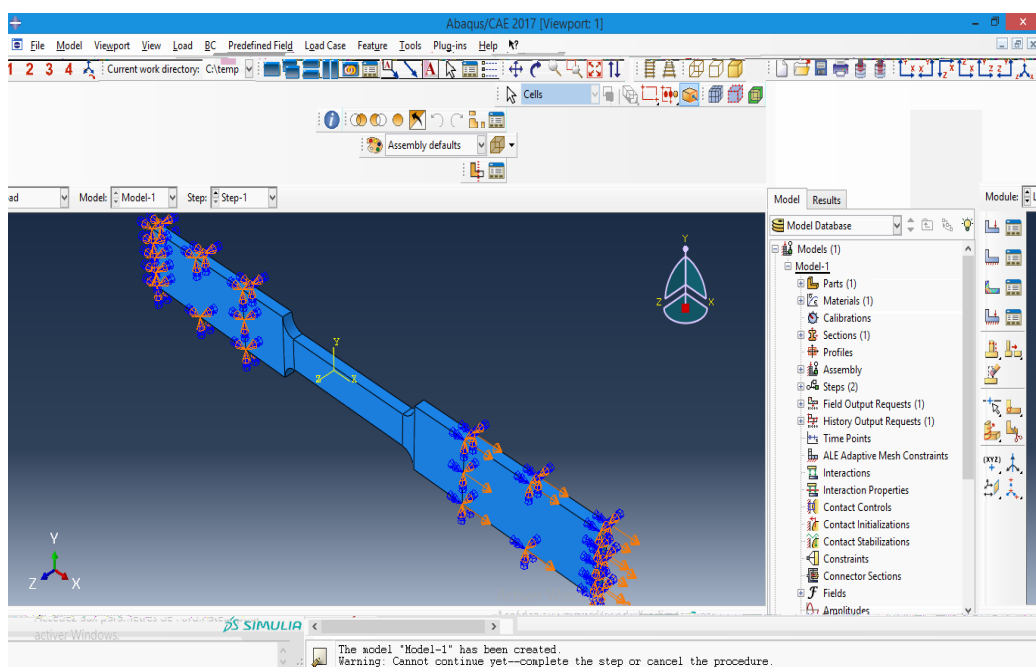 Abaqus/CAE 2017 [Viewport: 1]
File Model Viewport View Load BC Predefined Field Load Case Feature Tools Plug-ins Help
1 2 3 4 Current work directory: C:\temp
Cells
Assembly defaults
ad Model: Model-1 Step: Step-1
Model Results Module: L
Model Database
Models (1)
Model-1
Parts (1)
Materials (1)
Calibrations
Sections (1)
Profiles
Assembly
Steps (2)
Field Output Requests (1)
History Output Requests (1)
Time Points
ALE Adaptive Mesh Constraints
Interactions
Interaction Properties
Contact Controls
Contact Initializations
Contact Stabilizations
Constraints
Connector Sections
Fields
Amplitudes
Y
Z X
Y
Z X
Y
Z X
(XYZ)
activer Windows.
SIMULIA
The model "Model-1" has been created.
Warning: Cannot continue yet--complete the step or cancel the procedure.